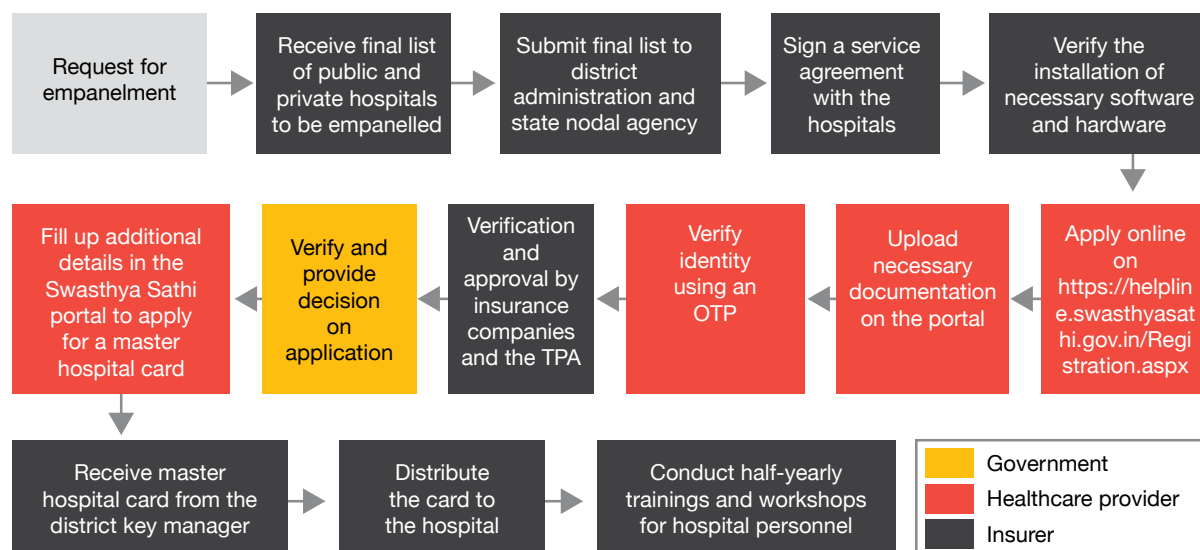 Request for
empanelment
Receive final list
of public and
private hospitals
to be empanelled
Submit final list to
district
administration and
state nodal agency
Sign a service
agreement
with the
hospitals
Verify the
installation of
necessary software
and hardware
Apply online
on
https://helplin
e.swasthyasat
hi.gov.in/Regi
stration.aspx
Upload
necessary
documentation
on the portal
Verify
identity
using an
OTP
Verification
and
approval by
insurance
companies
and the TPA
Verify and
provide
decision on
application
Fill up additional
details in the
Swasthya Sathi
portal to apply
for a master
hospital card
Receive master
hospital card from the
district key manager
Distribute
the card to
the hospital
Conduct half-yearly
trainings and workshops
for hospital personnel
Government
Healthcare provider
Insurer